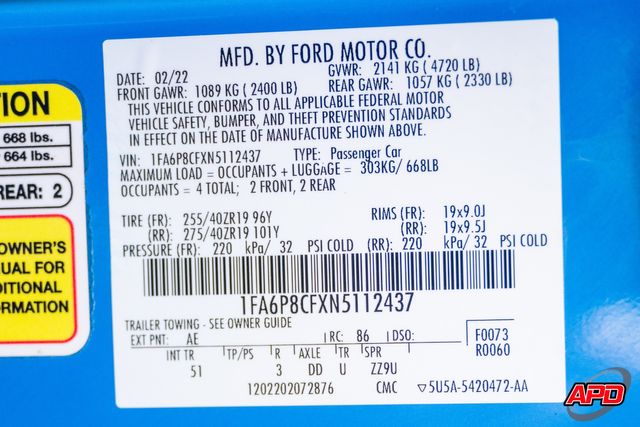 MFD. BY FORD MOTOR CO.
DATE: 02/22 GVWR: 2141 KG ( 4720 LB)
FRONT GAWR: 1089 KG ( 2400 LB) REAR GAWR: 1057 KG ( 2330 LB)
THIS VEHICLE CONFORMS TO ALL APPLICABLE FEDERAL MOTOR
VEHICLE SAFETY, BUMPER, AND THEFT PREVENTION STANDARDS
IN EFFECT ON THE DATE OF MANUFACTURE SHOWN ABOVE.
VIN: 1FA6P8CFXN5112437 TYPE: Passenger Car
MAXIMUM LOAD = OCCUPANTS + LUGGAGE = 303KG/ 668LB
OCCUPANTS = 4 TOTAL; 2 FRONT, 2 REAR
TIRE (FR): 255/40ZR19 96Y RIMS (FR): 19x9.0J
(RR): 275/40ZR19 101Y (RR): 19x9.5J
PRESSURE (FR): 220 kPa/ 32 PSI COLD (RR): 220 kPa/ 32 PSI COLD
1FA6P8CFXN5112437
TRAILER TOWING - SEE OWNER GUIDE
EXT PNT: AE RC: 86 DSO: F0073
R0060
INT TR TP/PS R AXLE TR SPR
51 3 DD U ZZ9U
1202202072876 CMC ▽5U5A-5420472-AA
TION
668 lbs.
664 lbs.
REAR: 2
OWNER'S
UAL FOR
DITIONAL
ORMATION
APD